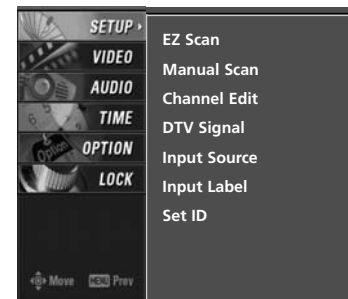 SETUP
VIDEO
AUDIO
TIME
OPTION
LOCK
Move MENU Prev
EZ Scan
Manual Scan
Channel Edit
DTV Signal
Input Source
Input Label
Set ID